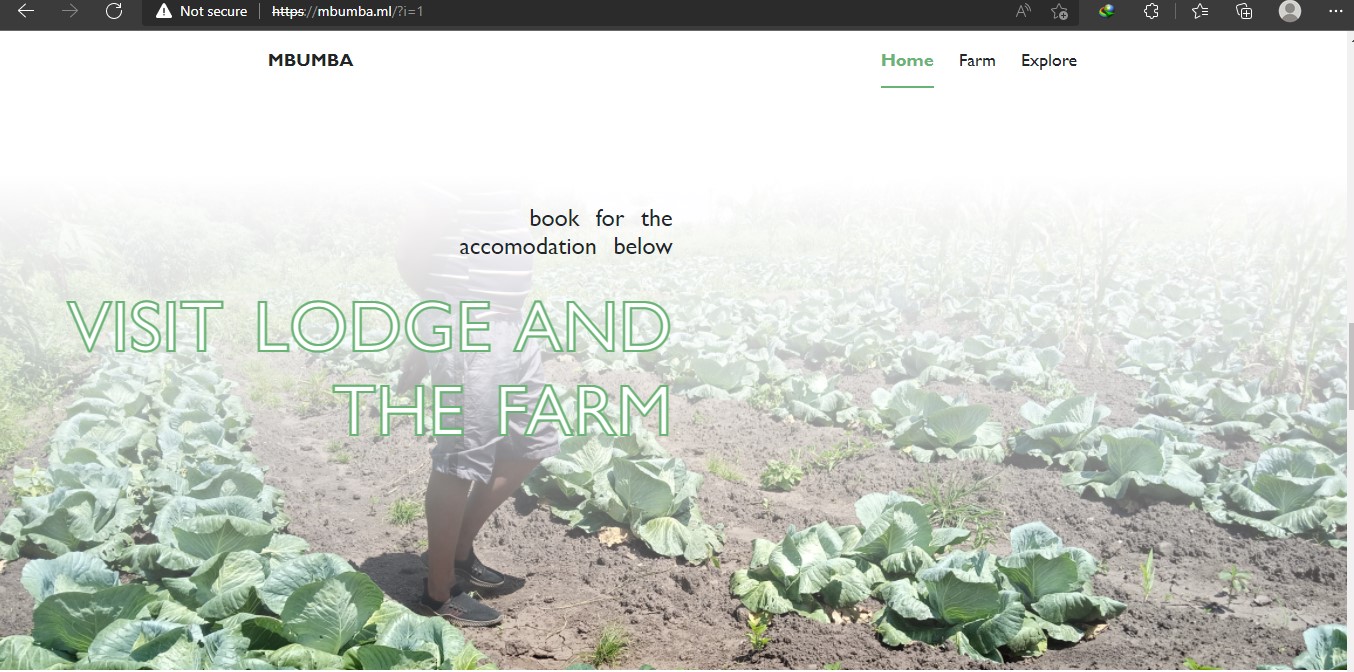 Not secure https://mbumba.ml/?i=1
MBUMBA Home Farm Explore
book for the
accomodation below
VISIT LODGE AND
THE FARM